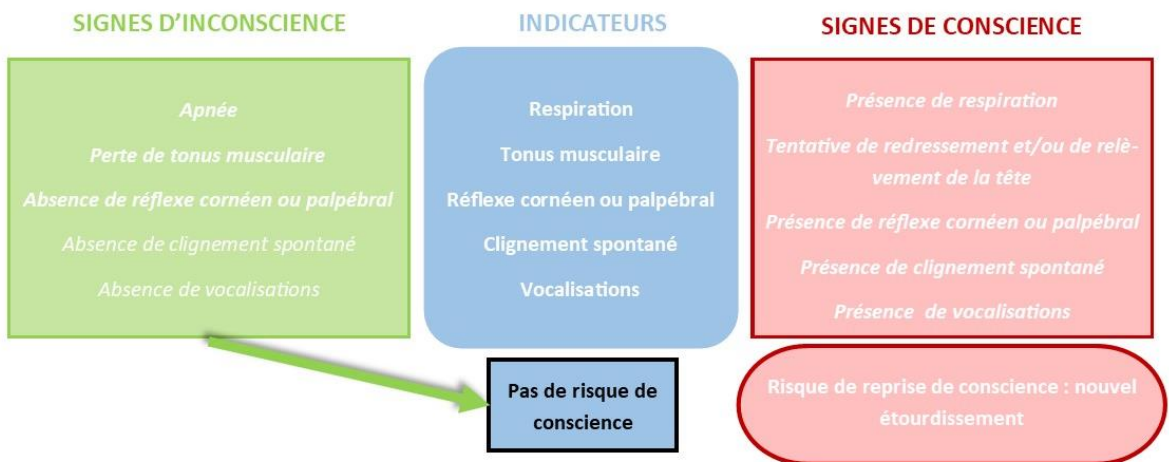 SIGNES D'INCONSCIENCE
Apnée
Perte de tonus musculaire
Absence de réflexe cornéen ou palpébral
Absence de clignement spontané
Absence de vocalisations
INDICATEURS
Respiration
Tonus musculaire
Réflexe cornéen ou palpébral
Clignement spontané
Vocalisations
SIGNES DE CONSCIENCE
Présence de respiration
Tentative de redressement et/ou de relè-
vement de la tête
Présence de réflexe cornéen ou palpébral
Présence de clignement spontané
Présence de vocalisations
Pas de risque de
conscience
Risque de reprise de conscience : nouvel
étourdissement